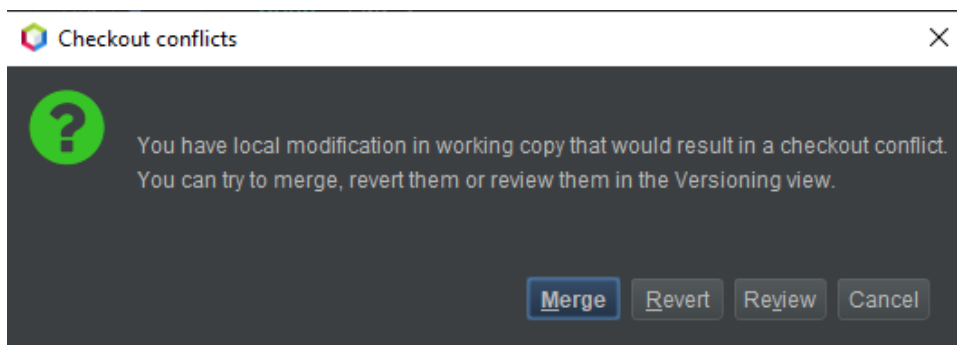 Checkout conflicts
You have local modification in working copy that would result in a checkout conflict.
You can try to merge, revert them or review them in the Versioning view.
Merge Revert Review Cancel